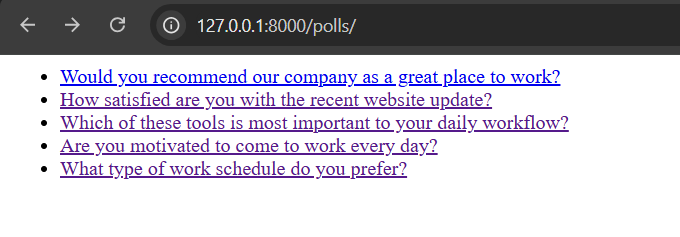 127.0.0.1:8000/polls/
Would you recommend our company as a great place to work?
How satisfied are you with the recent website update?
Which of these tools is most important to your daily workflow?
Are you motivated to come to work every day?
What type of work schedule do you prefer?